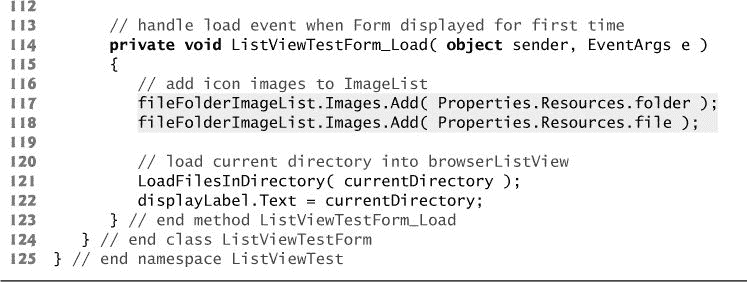 112
113 // handle load event when Form displayed for first time
114 private void ListViewTestForm_Load( object sender, EventArgs e )
115 {
116 // add icon images to ImageList
117 fileFolderImageList.Images.Add( Properties.Resources.folder );
118 fileFolderImageList.Images.Add( Properties.Resources.file );
119
120 // load current directory into browserListView
121 LoadFilesInDirectory( currentDirectory );
122 displayLabel.Text = currentDirectory;
123 } // end method ListViewTestForm_Load
124 } // end class ListViewTestForm
125 } // end namespace ListViewTest